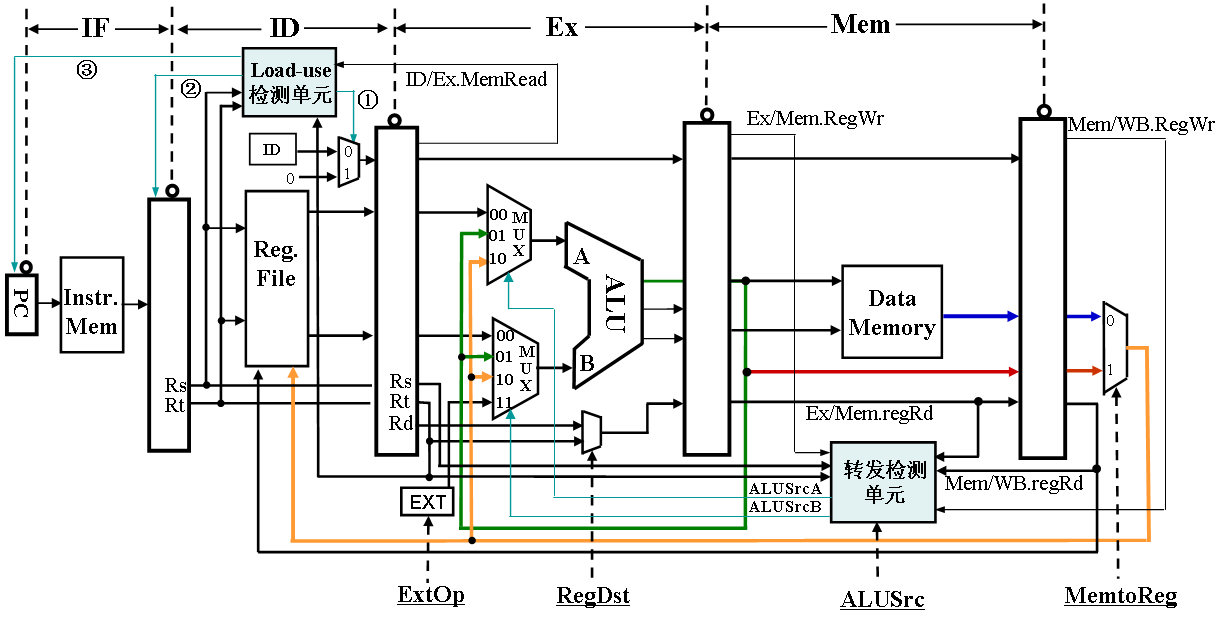 IF
ID
Ex
Mem
③
②
①
Load-use
检测单元
ID/Ex.MemRead
Ex/Mem.RegWr
Mem/WB.RegWr
ID
0
0
1
PC
Instr.
Mem
Reg.
File
Rs
Rt
Rs
Rt
Rd
00
01
10
MUX
00
01
10
11
MUX
A
B
ALU
Data
Memory
0
1
Ex/Mem.regRd
转发检测
单元
Mem/WB.regRd
ALUSrcA
ALUSrcB
EXT
ExtOp
RegDst
ALUSrc
MemtoReg